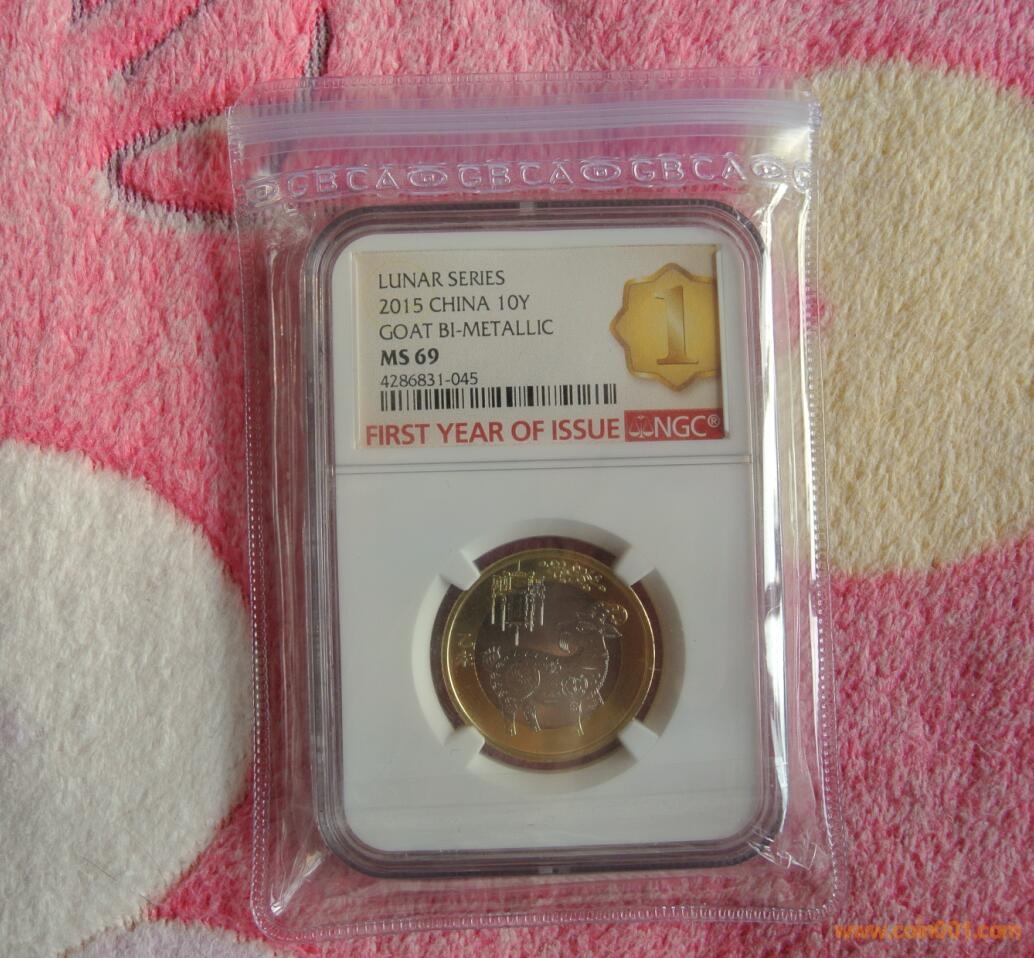 GBCA GBCA GBCA
LUNAR SERIES
2015 CHINA 10Y
GOAT BI-METALLIC
MS 69
4286831-045
1
FIRST YEAR OF ISSUE NGC®
www.coin001.com